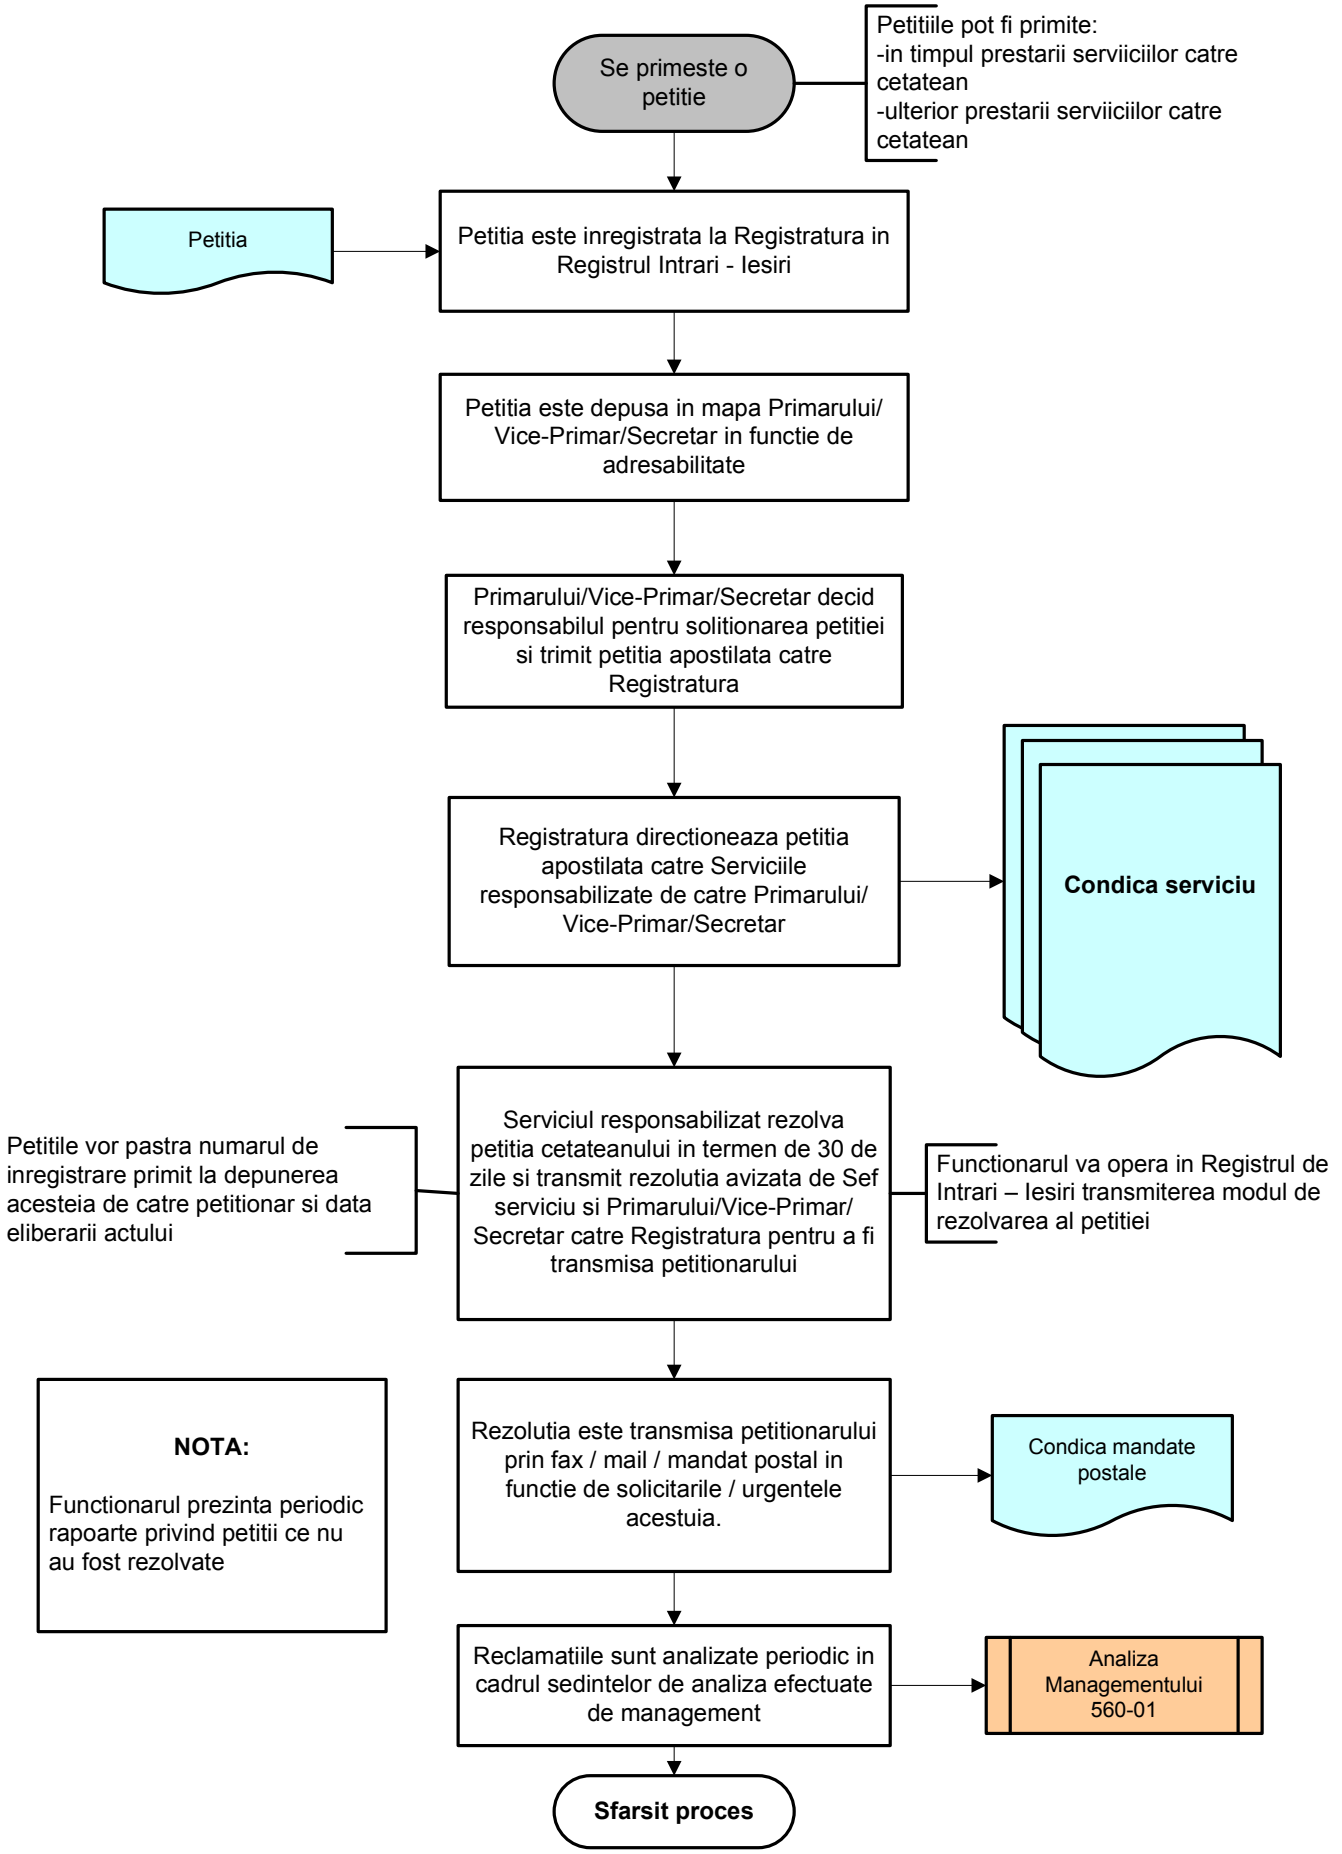 Se primeste o
petitie
Petitiile pot fi primite:
-in timpul prestarii serviiciilor catre
cetatean
-ulterior prestarii serviiciilor catre
cetatean
Petitia
Petitia este inregistrata la Registratura in
Registrul Intrari - Iesiri
Petitia este depusa in mapa Primarului/
Vice-Primar/Secretar in functie de
adresabilitate
Primarului/Vice-Primar/Secretar decid
responsabilul pentru solitionarea petitiei
si trimit petitia apostilata catre
Registratura
Registratura directioneaza petitia
apostilata catre Serviciile
responsabilizate de catre Primarului/
Vice-Primar/Secretar
Condica serviciu
Petitile vor pastra numarul de
inregistrare primit la depunerea
acesteia de catre petitionar si data
eliberarii actului
Serviciul responsabilizat rezolva
petitia cetateanului in termen de 30 de
zile si transmit rezolutia avizata de Sef
serviciu si Primarului/Vice-Primar/
Secretar catre Registratura pentru a fi
transmisa petitionarului
Functionarul va opera in Registrul de
Intrari – Iesiri transmiterea modul de
rezolvarea al petitiei
NOTA:
Functionarul prezinta periodic
rapoarte privind petitii ce nu
au fost rezolvate
Rezolutia este transmisa petitionarului
prin fax / mail / mandat postal in
functie de solicitarile / urgentele
acestuia.
Condica mandate
postale
Reclamatiile sunt analizate periodic in
cadrul sedintelor de analiza efectuate
de management
Analiza
Managementului
560-01
Sfarsit proces